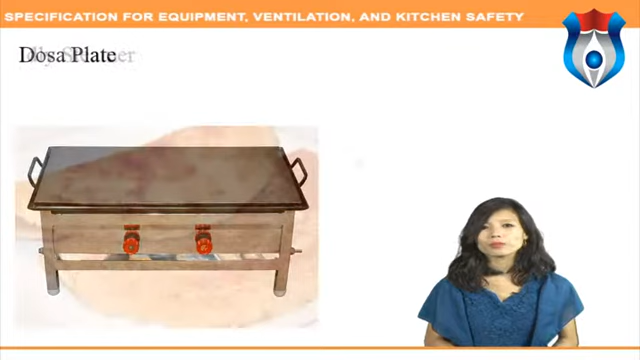 SPECIFICATION FOR EQUIPMENT, VENTILATION, AND KITCHEN SAFETY
Dosa Plate